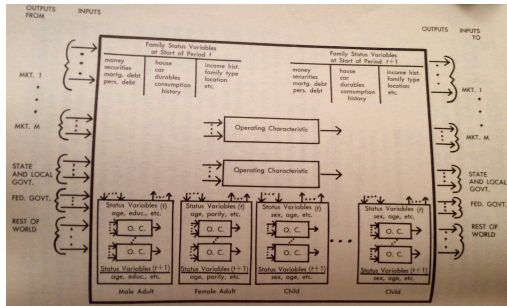 OUTPUTS FROM
INPUTS
OUTPUTS
INPUTS TO
Family Status Variables
at Start of Period t
money
securities
mortg. debt
pers. debt
house
car
durables
consumption
history
income hist.
family type
location
etc.
Family Status Variables
at Start of Period t+1
money
securities
mortg. debt
pers. debt
house
car
durables
consumption
history
income hist.
family type
location
etc.
MKT. 1
MKT. 1
MKT. M
Operating Characteristic
MKT. M
STATE
AND LOCAL
GOVT.
Operating Characteristic
STATE
AND LOCAL
GOVT.
FED. GOVT.
FED. GOVT.
REST OF
WORLD
REST OF
WORLD
Status Variables (t)
age, educ., etc.
O. C.
O. C.
Status Variables (t+1)
age, educ., etc.
Male Adult
Status Variables (t)
age, parity, etc.
O. C.
O. C.
Status Variables (t+1)
age, parity, etc.
Female Adult
Status Variables (t)
sex, age, etc.
O. C.
O. C.
Status Variables (t+1)
sex, age, etc.
Child
Status Variables (t)
sex, age, etc.
O. C.
O. C.
Status Variables (t+1)
sex, age, etc.
Child